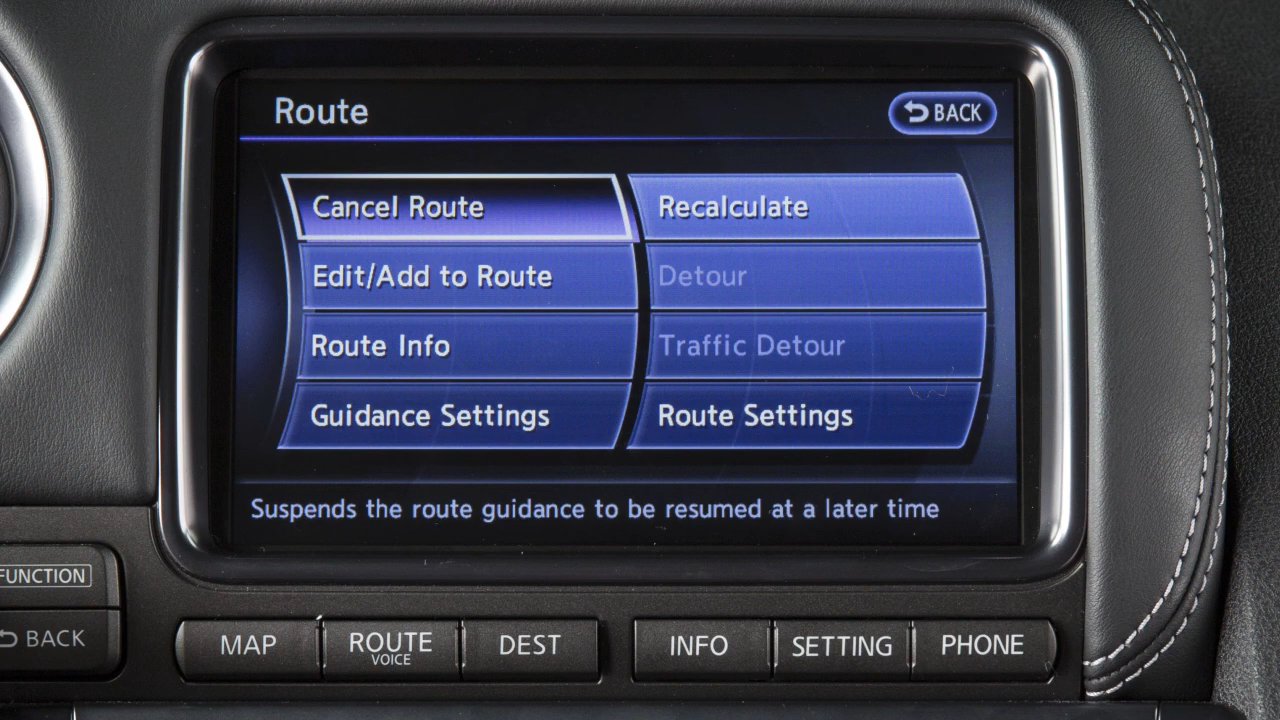 Route
BACK
Cancel Route
Recalculate
Edit/Add to Route
Detour
Route Info
Traffic Detour
Guidance Settings
Route Settings
Suspends the route guidance to be resumed at a later time
FUNCTION
BACK
MAP
ROUTE
VOICE
DEST
INFO
SETTING
PHONE